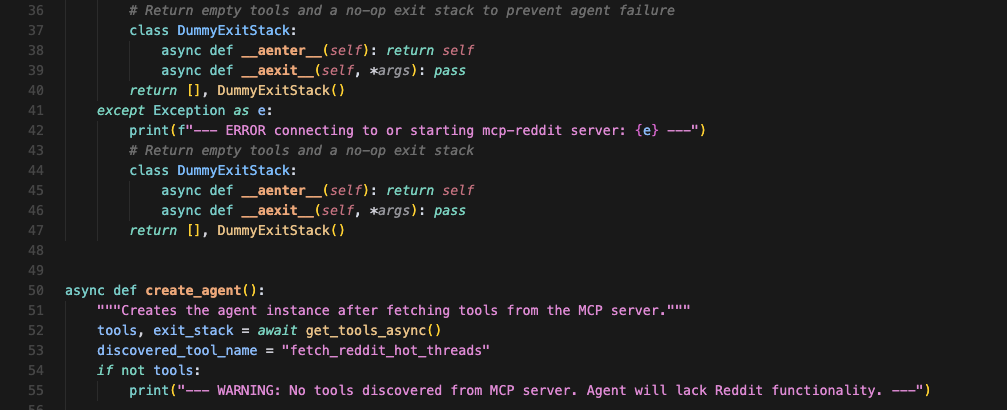 36 # Return empty tools and a no-op exit stack to prevent agent failure
37 class DummyExitStack:
38 async def __aenter__(self): return self
39 async def __aexit__(self, *args): pass
40 return [], DummyExitStack()
41 except Exception as e:
42 print(f"--- ERROR connecting to or starting mcp-reddit server: {e} ---")
43 # Return empty tools and a no-op exit stack
44 class DummyExitStack:
45 async def __aenter__(self): return self
46 async def __aexit__(self, *args): pass
47 return [], DummyExitStack()
48
49
50 async def create_agent():
51 """Creates the agent instance after fetching tools from the MCP server."""
52 tools, exit_stack = await get_tools_async()
53 discovered_tool_name = "fetch_reddit_hot_threads"
54 if not tools:
55 print("--- WARNING: No tools discovered from MCP server. Agent will lack Reddit functionality. ---")
56